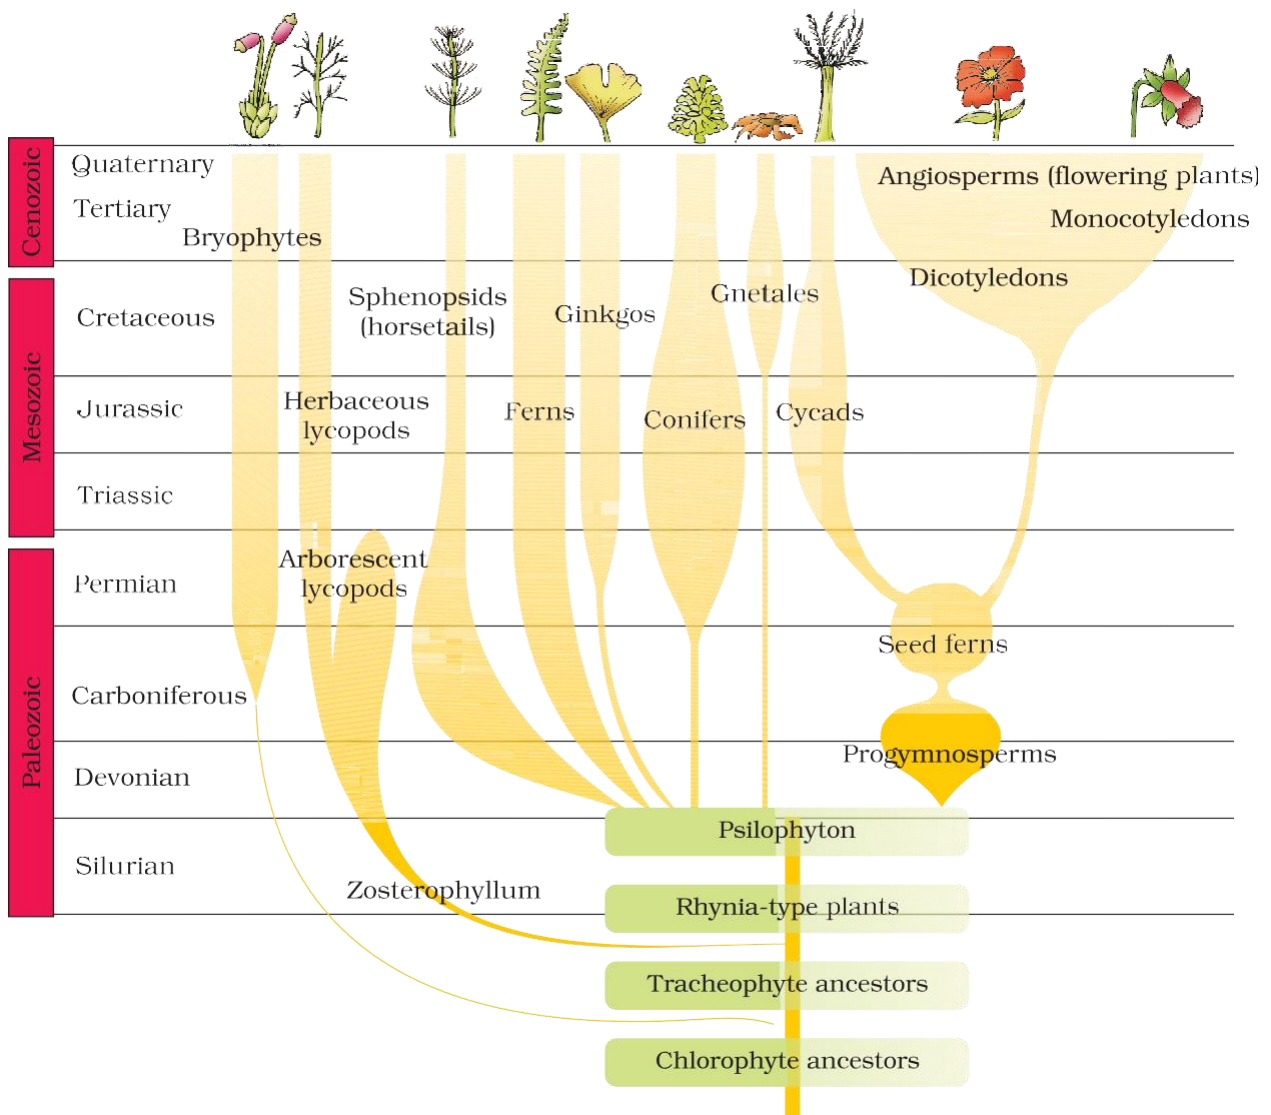 Cenozoic
Quaternary
Tertiary
Bryophytes
Angiosperms (flowering plants)
Monocotyledons
Dicotyledons
Mesozoic
Cretaceous
Sphenopsids
(horsetails)
Ginkgos
Gnetales
Jurassic
Herbaceous
lycopods
Ferns
Conifers
Cycads
Triassic
Paleozoic
Permian
Arborescent
lycopods
Seed ferns
Carboniferous
Progymnosperms
Devonian
Psilophyton
Silurian
Zosterophyllum
Rhynia-type plants
Tracheophyte ancestors
Chlorophyte ancestors